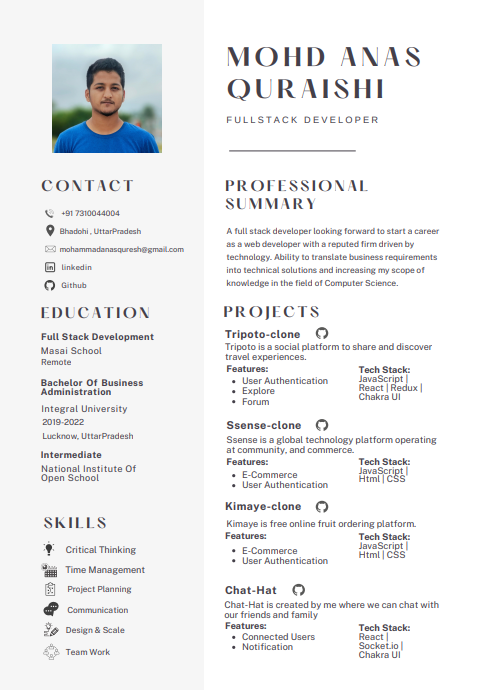 MOHD ANAS
QURAISHI
FULLSTACK DEVELOPER
CONTACT
+91 7310044004
Bhadohi , UttarPradesh
mohammadanasquresh@gmail.com
linkedin
Github
EDUCATION
Full Stack Development
Masai School
Remote
Bachelor Of Business
Administration
Integral University
2019-2022
Lucknow, UttarPradesh
Intermediate
National Institute Of
Open School
SKILLS
Critical Thinking
Time Management
Project Planning
Communication
Design & Scale
Team Work
PROFESSIONAL
SUMMARY
A full stack developer looking forward to start a career
as a web developer with a reputed firm driven by
technology. Ability to translate business requirements
into technical solutions and increasing my scope of
knowledge in the field of Computer Science.
PROJECTS
Tripoto-clone
Tripoto is a social platform to share and discover
travel experiences.
Features:
• User Authentication
• Explore
• Forum
Tech Stack:
JavaScript |
React | Redux |
Chakra UI
Ssense-clone
Ssense is a global technology platform operating
at community, and commerce.
Features:
• E-Commerce
• User Authentication
Tech Stack:
JavaScript |
Html | CSS
Kimaye-clone
Kimaye is free online fruit ordering platform.
Features:
• E-Commerce
• User Authentication
Tech Stack:
JavaScript |
Html | CSS
Chat-Hat
Chat-Hat is created by me where we can chat with
our friends and family
Features:
• Connected Users
• Notification
Tech Stack:
React |
Socket.io |
Chakra UI